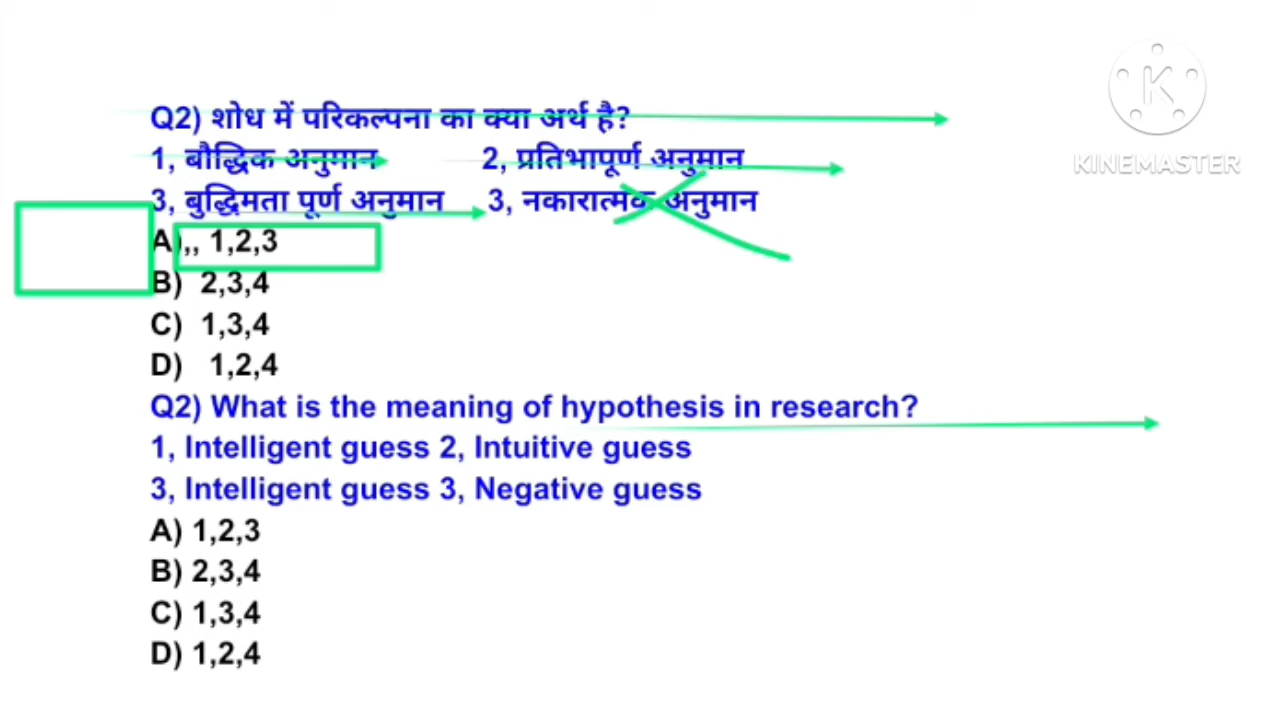 KINEMASTER
Q2) शोध में परिकल्पना का क्या अर्थ है?
1, बौद्धिक अनुमान 2, प्रतिभापूर्ण अनुमान
3, बुद्धिमता पूर्ण अनुमान 3, नकारात्मक अनुमान
A),, 1,2,3
B) 2,3,4
C) 1,3,4
D) 1,2,4
Q2) What is the meaning of hypothesis in research?
1, Intelligent guess 2, Intuitive guess
3, Intelligent guess 3, Negative guess
A) 1,2,3
B) 2,3,4
C) 1,3,4
D) 1,2,4